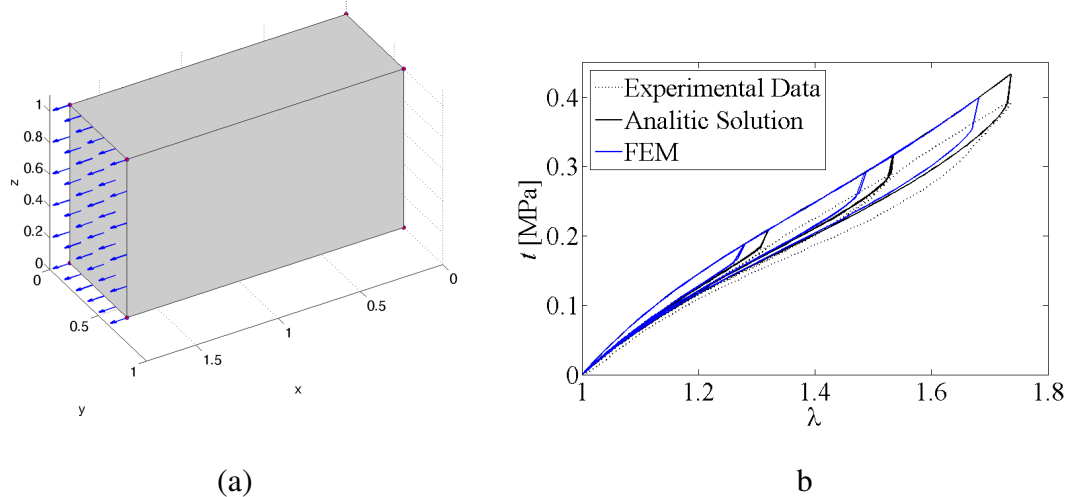 1
0.8
0.6
z
0.4
0.2
0
0
0.5
1
y
1.5
1
0.5
0
x
(a)
Experimental Data
Analitic Solution
FEM
t [MPa]
0.4
0.3
0.2
0.1
0
1
1.2
1.4
1.6
1.8
λ
b